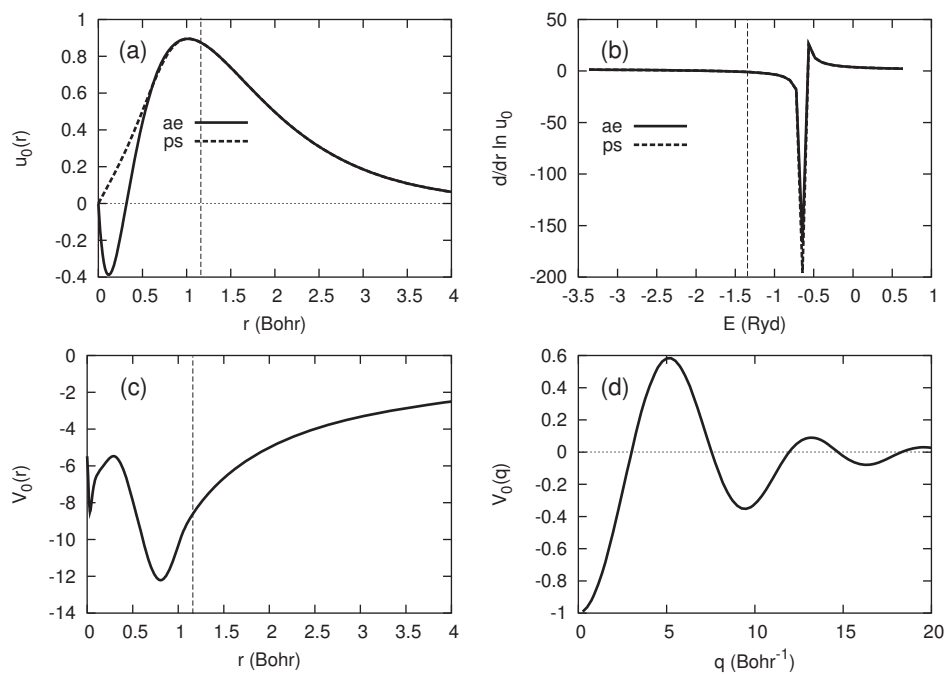 (a)
1
0.8
0.6
0.4
0.2
0
-0.2
-0.4
u0(r)
ae
ps
0 0.5 1 1.5 2 2.5 3 3.5 4
r (Bohr)
(b)
50
0
-50
-100
-150
-200
d/dr ln u0
ae
ps
-3.5 -3 -2.5 -2 -1.5 -1 -0.5 0 0.5 1
E (Ryd)
(c)
0
-2
-4
-6
-8
-10
-12
-14
V0(r)
0 0.5 1 1.5 2 2.5 3 3.5 4
r (Bohr)
(d)
0.6
0.4
0.2
0
-0.2
-0.4
-0.6
-0.8
-1
V0(q)
0 5 10 15 20
q (Bohr-1)